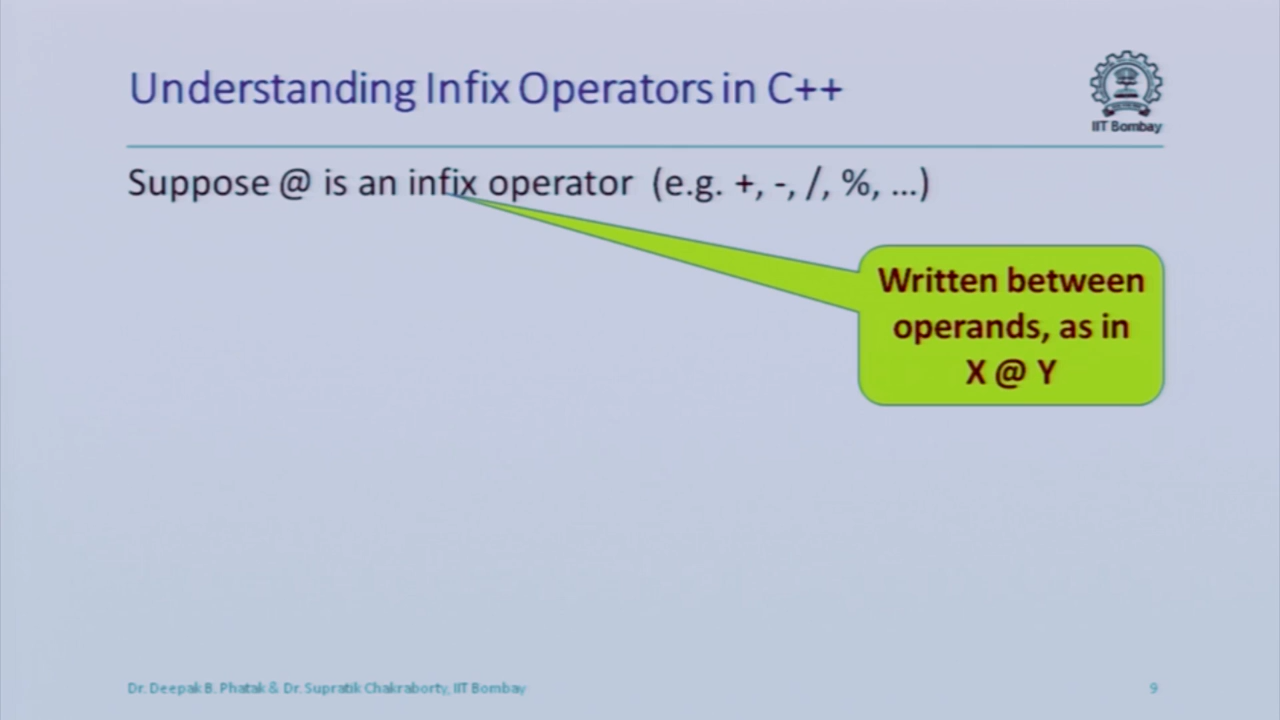 Understanding Infix Operators in C++
IIT Bombay
Suppose @ is an infix operator (e.g. +, -, /, %, ...)
Written between
operands, as in
X @ Y
Dr. Deepak B. Phatak & Dr. Supratik Chakraborty, IIT Bombay
9